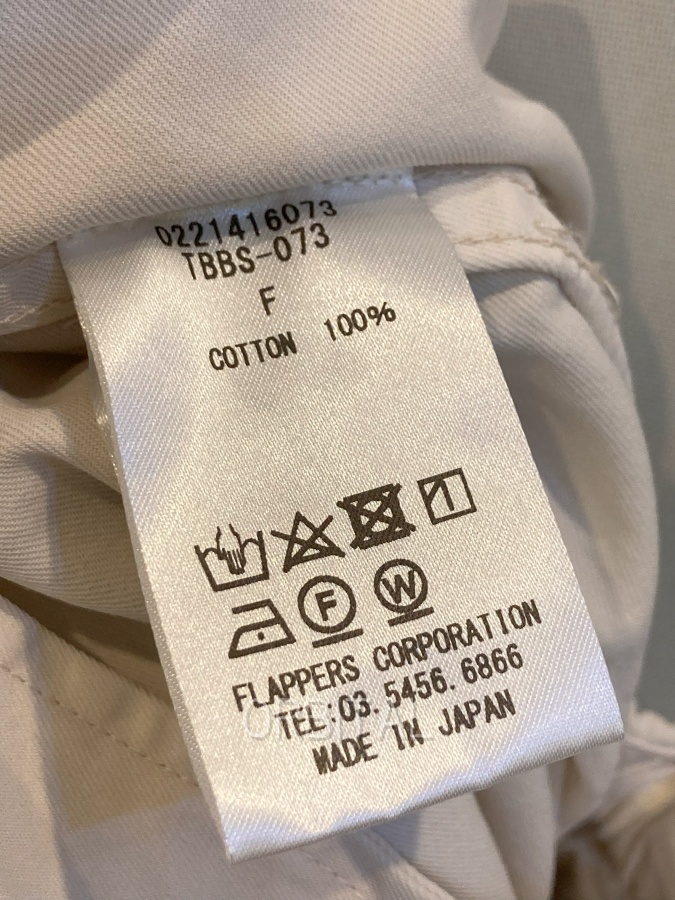 0221416073
TBBS-073
F
COTTON 100%
F W
FLAPPERS CORPORATION
TEL:03.5456.6866
MADE IN JAPAN